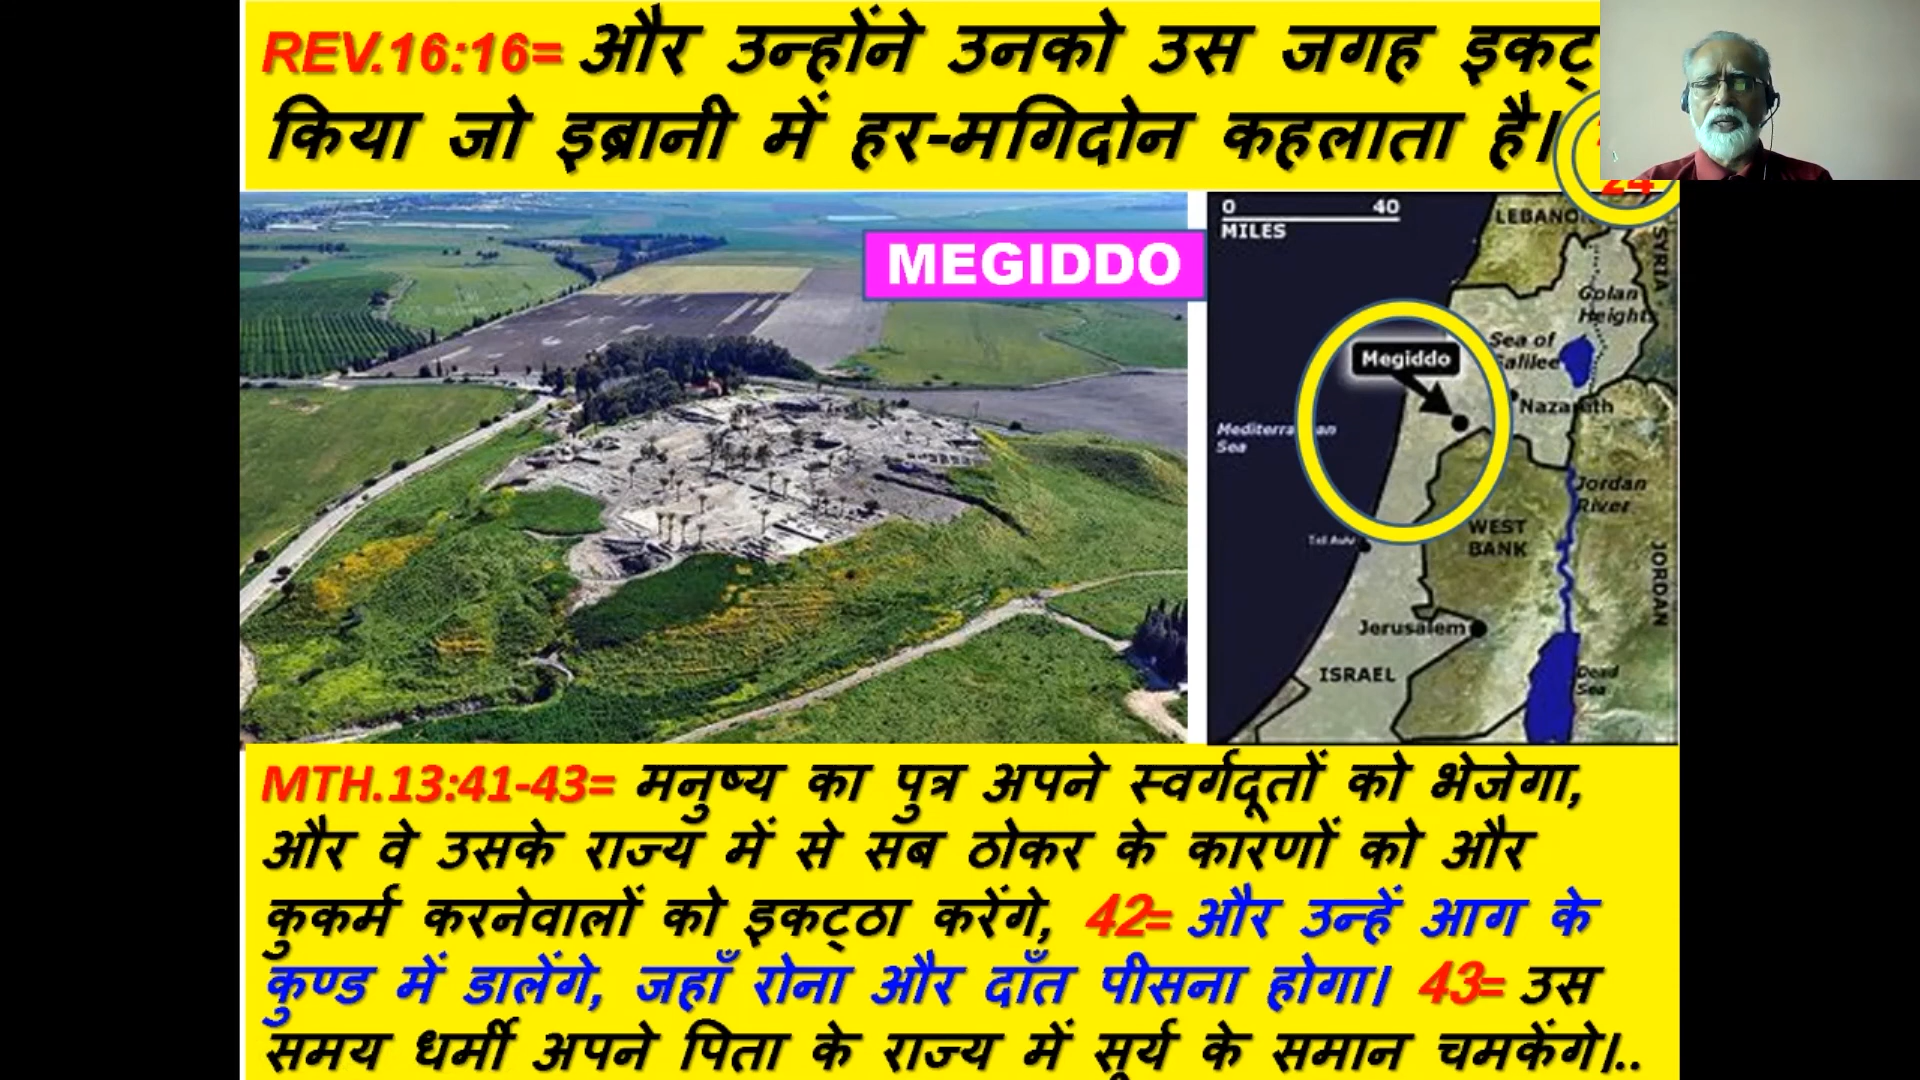 REV.16:16= और उन्होंने उनको उस जगह
किया जो इब्रानी में हर-मगिदोन कहलाता है।
24
MEGIDDO
0 40
MILES
LEBANON
SYRIA
Golan
Heights
Sea of
Galilee
Megiddo
Nazareth
Mediterranean
Sea
Jordan
River
WEST
BANK
Tel Aviv
JORDAN
Jerusalem
ISRAEL
Dead
Sea
MTH.13:41-43= मनुष्य का पुत्र अपने स्वर्गदूतों को भेजेगा,
और वे उसके राज्य में से सब ठोकर के कारणों को और
कुकर्म करनेवालों को इकट्ठा करेंगे, 42= और उन्हें आग के
कुण्ड में डालेंगे, जहाँ रोना और दाँत पीसना होगा। 43= उस
समय धर्मी अपने पिता के राज्य में सूर्य के समान चमकेंगे।..